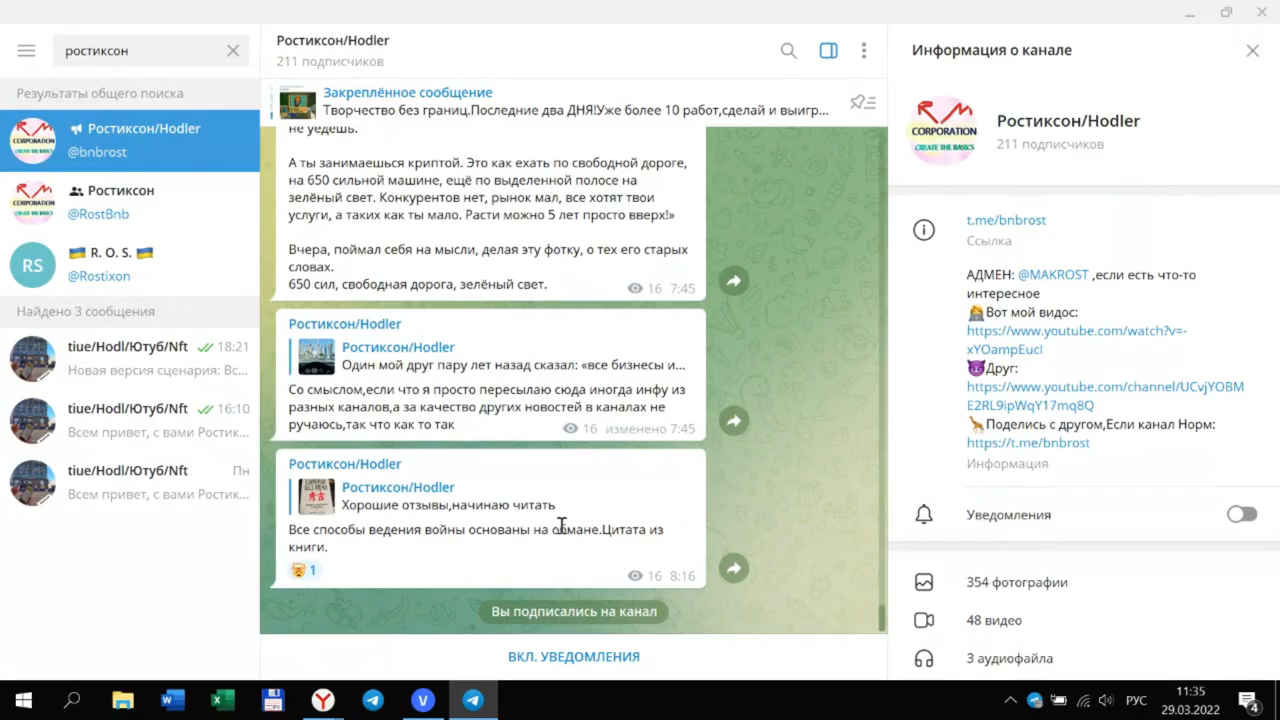 ростиксон
Результаты общего поиска
Ростиксон/Hodler
@bnbrost
Ростиксон
@RostBnb
RS
R. O. S.
@Rostixon
Найдено 3 сообщения
tiue/Hodl/Ютуб/Nft 18:21
Новая версия сценария: Вс...
tiue/Hodl/Ютуб/Nft 16:10
Всем привет, с вами Ростик...
tiue/Hodl/Ютуб/Nft Пн
Всем привет, с вами Ростик...
Ростиксон/Hodler
211 подписчиков
Закреплённое сообщение
Творчество без границ.Последние два ДНЯ!Уже более 10 работ,сделай и выигр...
не уедешь.
А ты занимаешься криптой. Это как ехать по свободной дороге,
на 650 сильной машине, ещё по выделенной полосе на
зелёный свет. Конкурентов нет, рынок мал, все хотят твои
услуги, а таких как ты мало. Расти можно 5 лет просто вверх!»
Вчера, поймал себя на мысли, делая эту фотку, о тех его старых
словах.
650 сил, свободная дорога, зелёный свет.
16 7:45
Ростиксон/Hodler
Ростиксон/Hodler
Один мой друг пару лет назад сказал: «все бизнесы и...
Со смыслом,если что я просто пересылаю сюда иногда инфу из
разных каналов,а за качество других новостей в каналах не
ручаюсь,так что как то так
16 изменено 7:45
Ростиксон/Hodler
Ростиксон/Hodler
Хорошие отзывы,начинаю читать
Все способы ведения войны основаны на обмане.Цитата из
книги.
1
16 8:16
Вы подписались на канал
ВКЛ. УВЕДОМЛЕНИЯ
Информация о канале
RM
CORPORATION
CREATE THE BASICS
Ростиксон/Hodler
211 подписчиков
t.me/bnbrost
Ссылка
АДМЕН: @MAKROST ,если есть что-то
интересное
Вот мой видос:
https://www.youtube.com/watch?v=-
xYOampEucI
Друг:
https://www.youtube.com/channel/UCvjYOBM
E2RL9ipWqY17mq8Q
Поделись с другом,Если канал Норм:
https://t.me/bnbrost
Информация
Уведомления
354 фотографии
48 видео
3 аудиофайла
РУС
11:35
29.03.2022
4